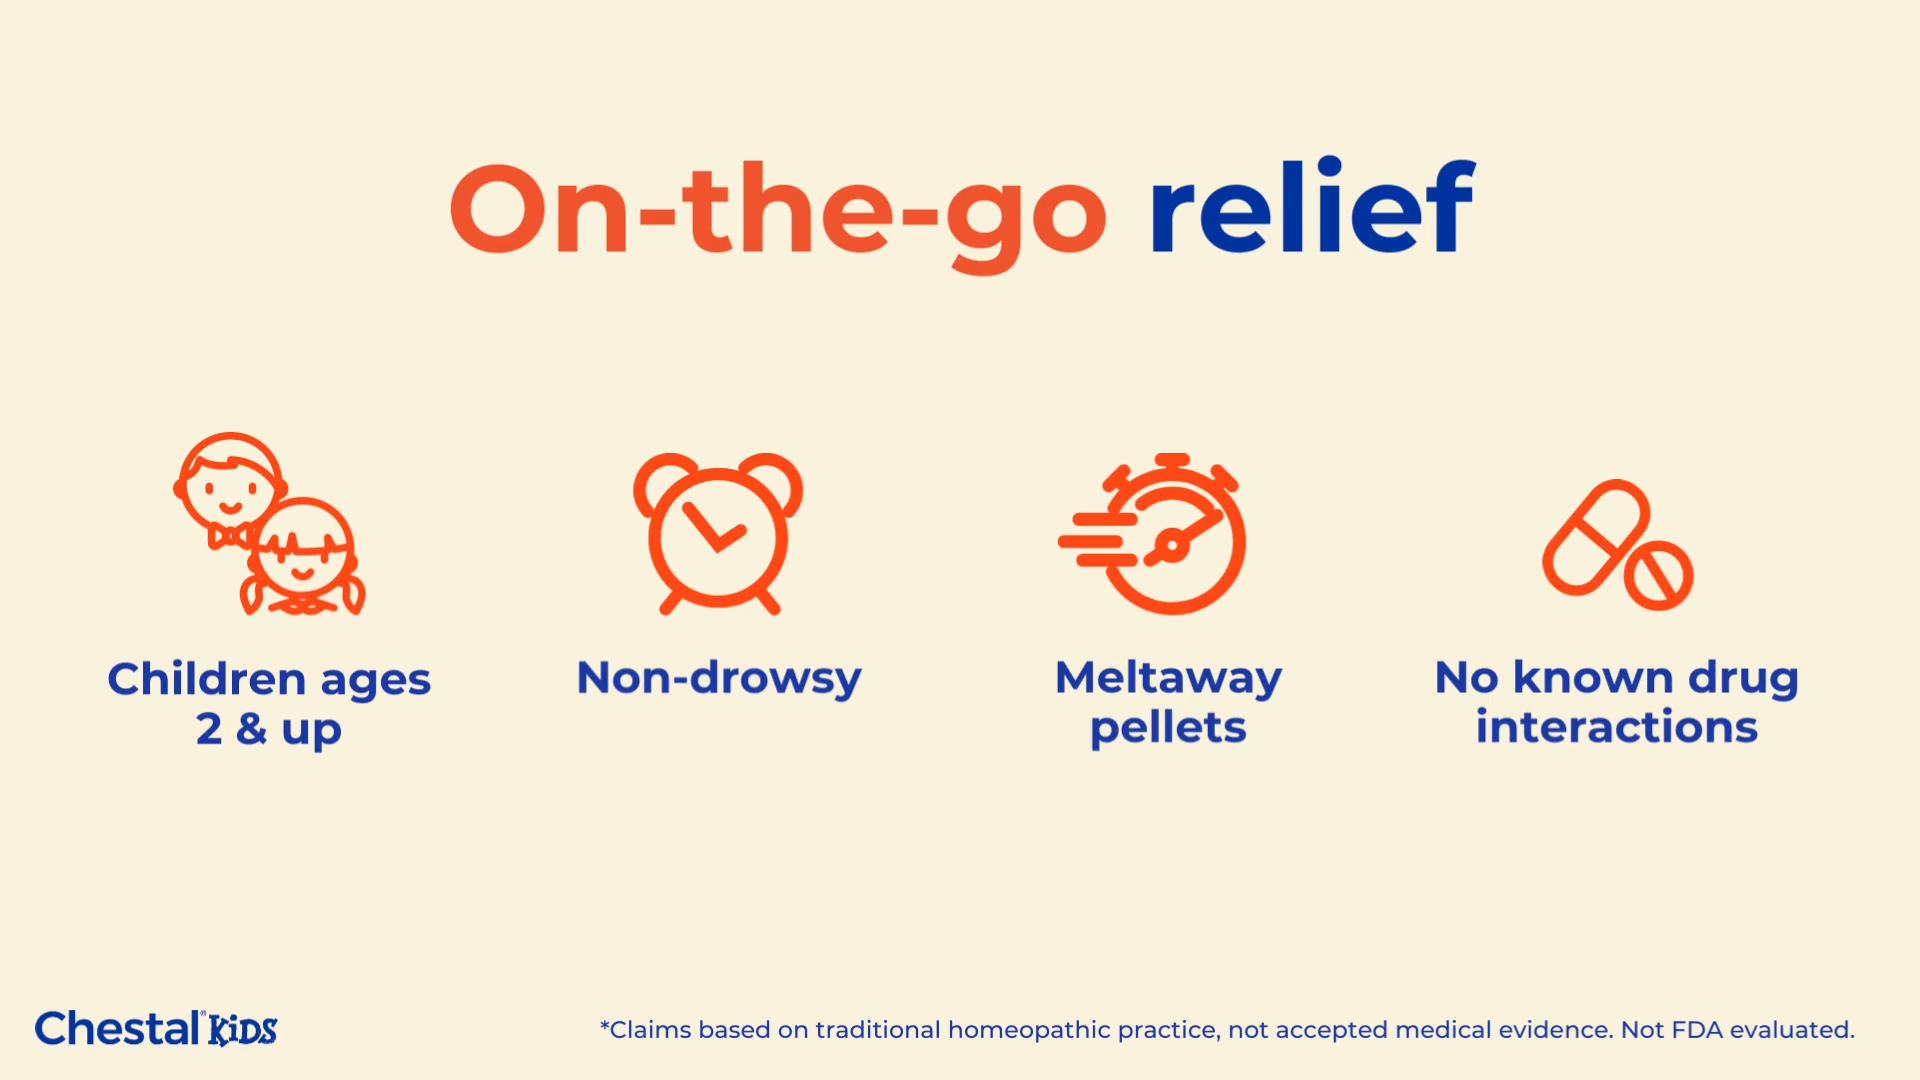 On-the-go relief
Children ages
2 & up
Non-drowsy
Meltaway
pellets
No known drug
interactions
Chestal® KiDS
*Claims based on traditional homeopathic practice, not accepted medical evidence. Not FDA evaluated.